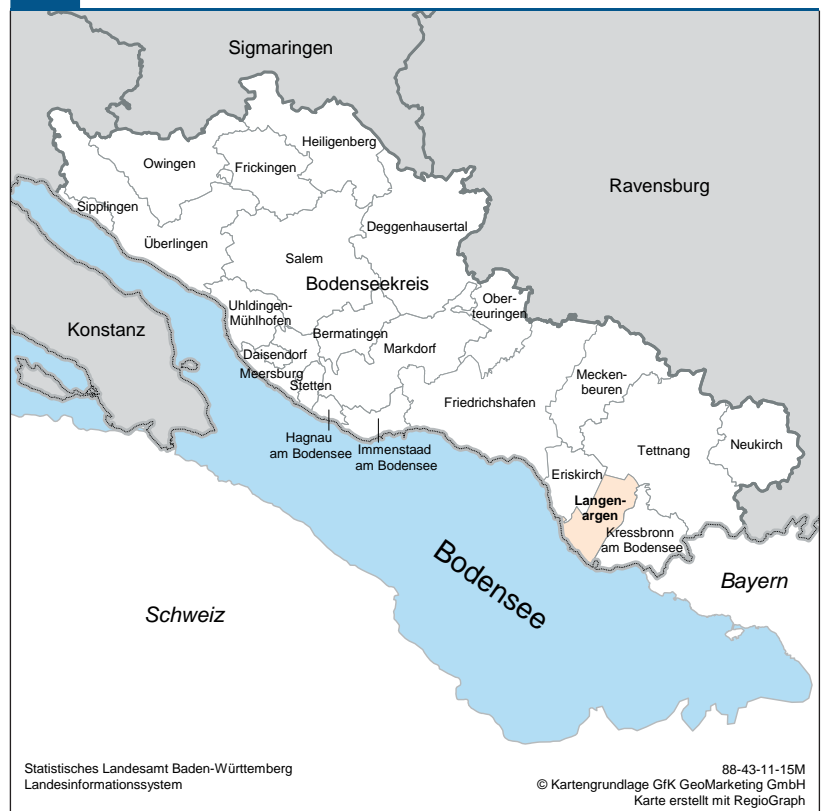 Sigmaringen
Heiligenberg
Owingen
Frickingen
Ravensburg
Sipplingen
Deggenhausertal
Überlingen
Salem
Bodenseekreis
Ober-
teuringen
Uhldingen-
Mühlhofen
Konstanz
Bermatingen
Markdorf
Daisendorf
Meersburg
Stetten
Mecken-
beuren
Friedrichshafen
Hagnau
am Bodensee
Immenstaad
am Bodensee
Tettnang
Neukirch
Eriskirch
Langen-
argen
Kressbronn
am Bodensee
Bodensee
Bayern
Schweiz
Statistisches Landesamt Baden-Württemberg
Landesinformationssystem
88-43-11-15M
© Kartengrundlage GfK GeoMarketing GmbH
Karte erstellt mit RegioGraph